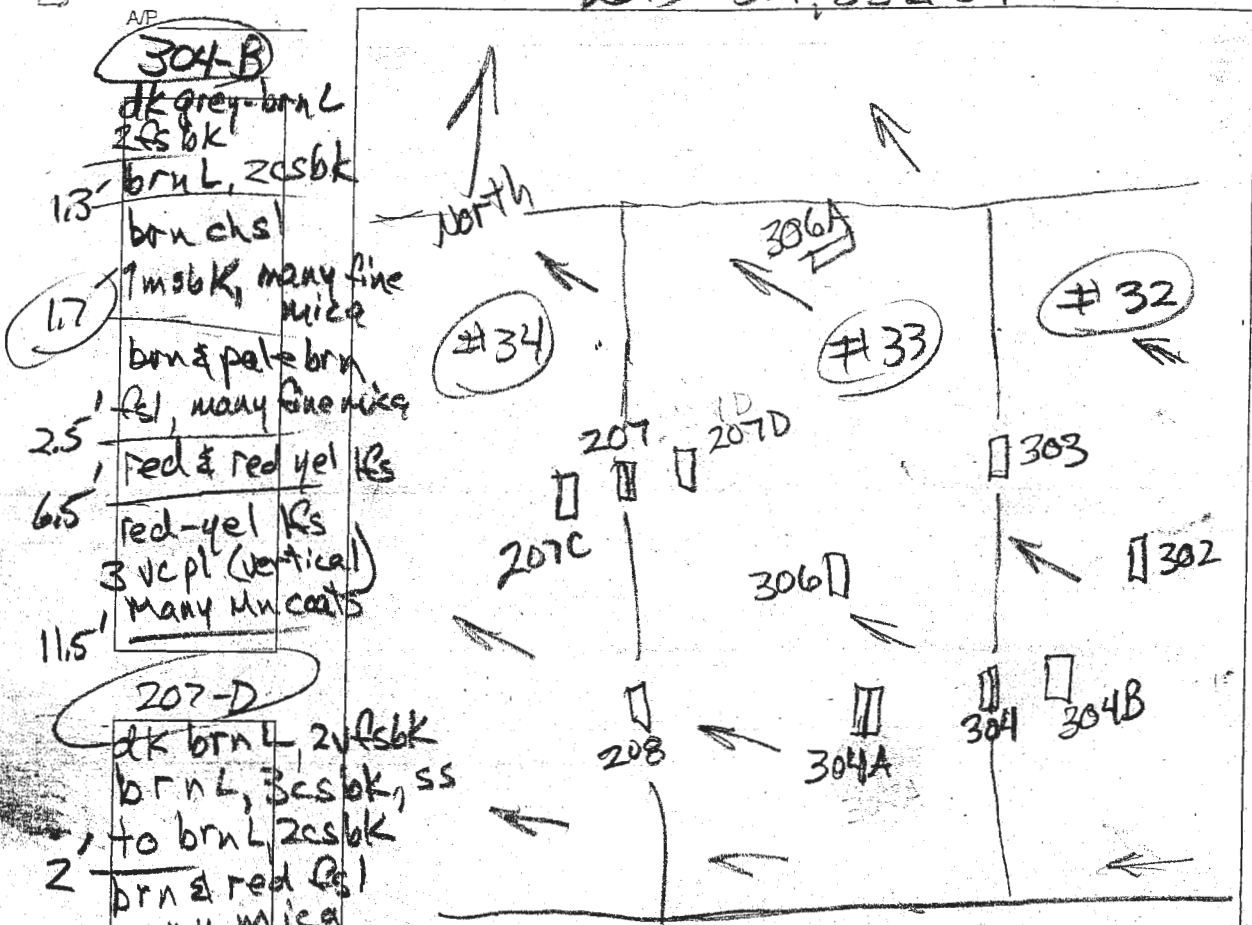 A/P
304-B
dk grey-brn L
2fsbk
brn L, 2csbk
1.3'
brn chsl
1msbk, many fine
mica
1.7'
brn & pale brn
fsl, many fine mica
2.5'
red & red yel lfs
6.5'
red-yel lfs
3 vcpl (vertical)
many Mn coats
11.5'
207-D
dk brn L, 2vfsbk
brn L, 3csbk, ss
to brn L, 2csbk
2'
brn & red fsl
mica
North
306A
#34
#33
#32
207
207D
303
207C
306
302
208
304A
304
304B